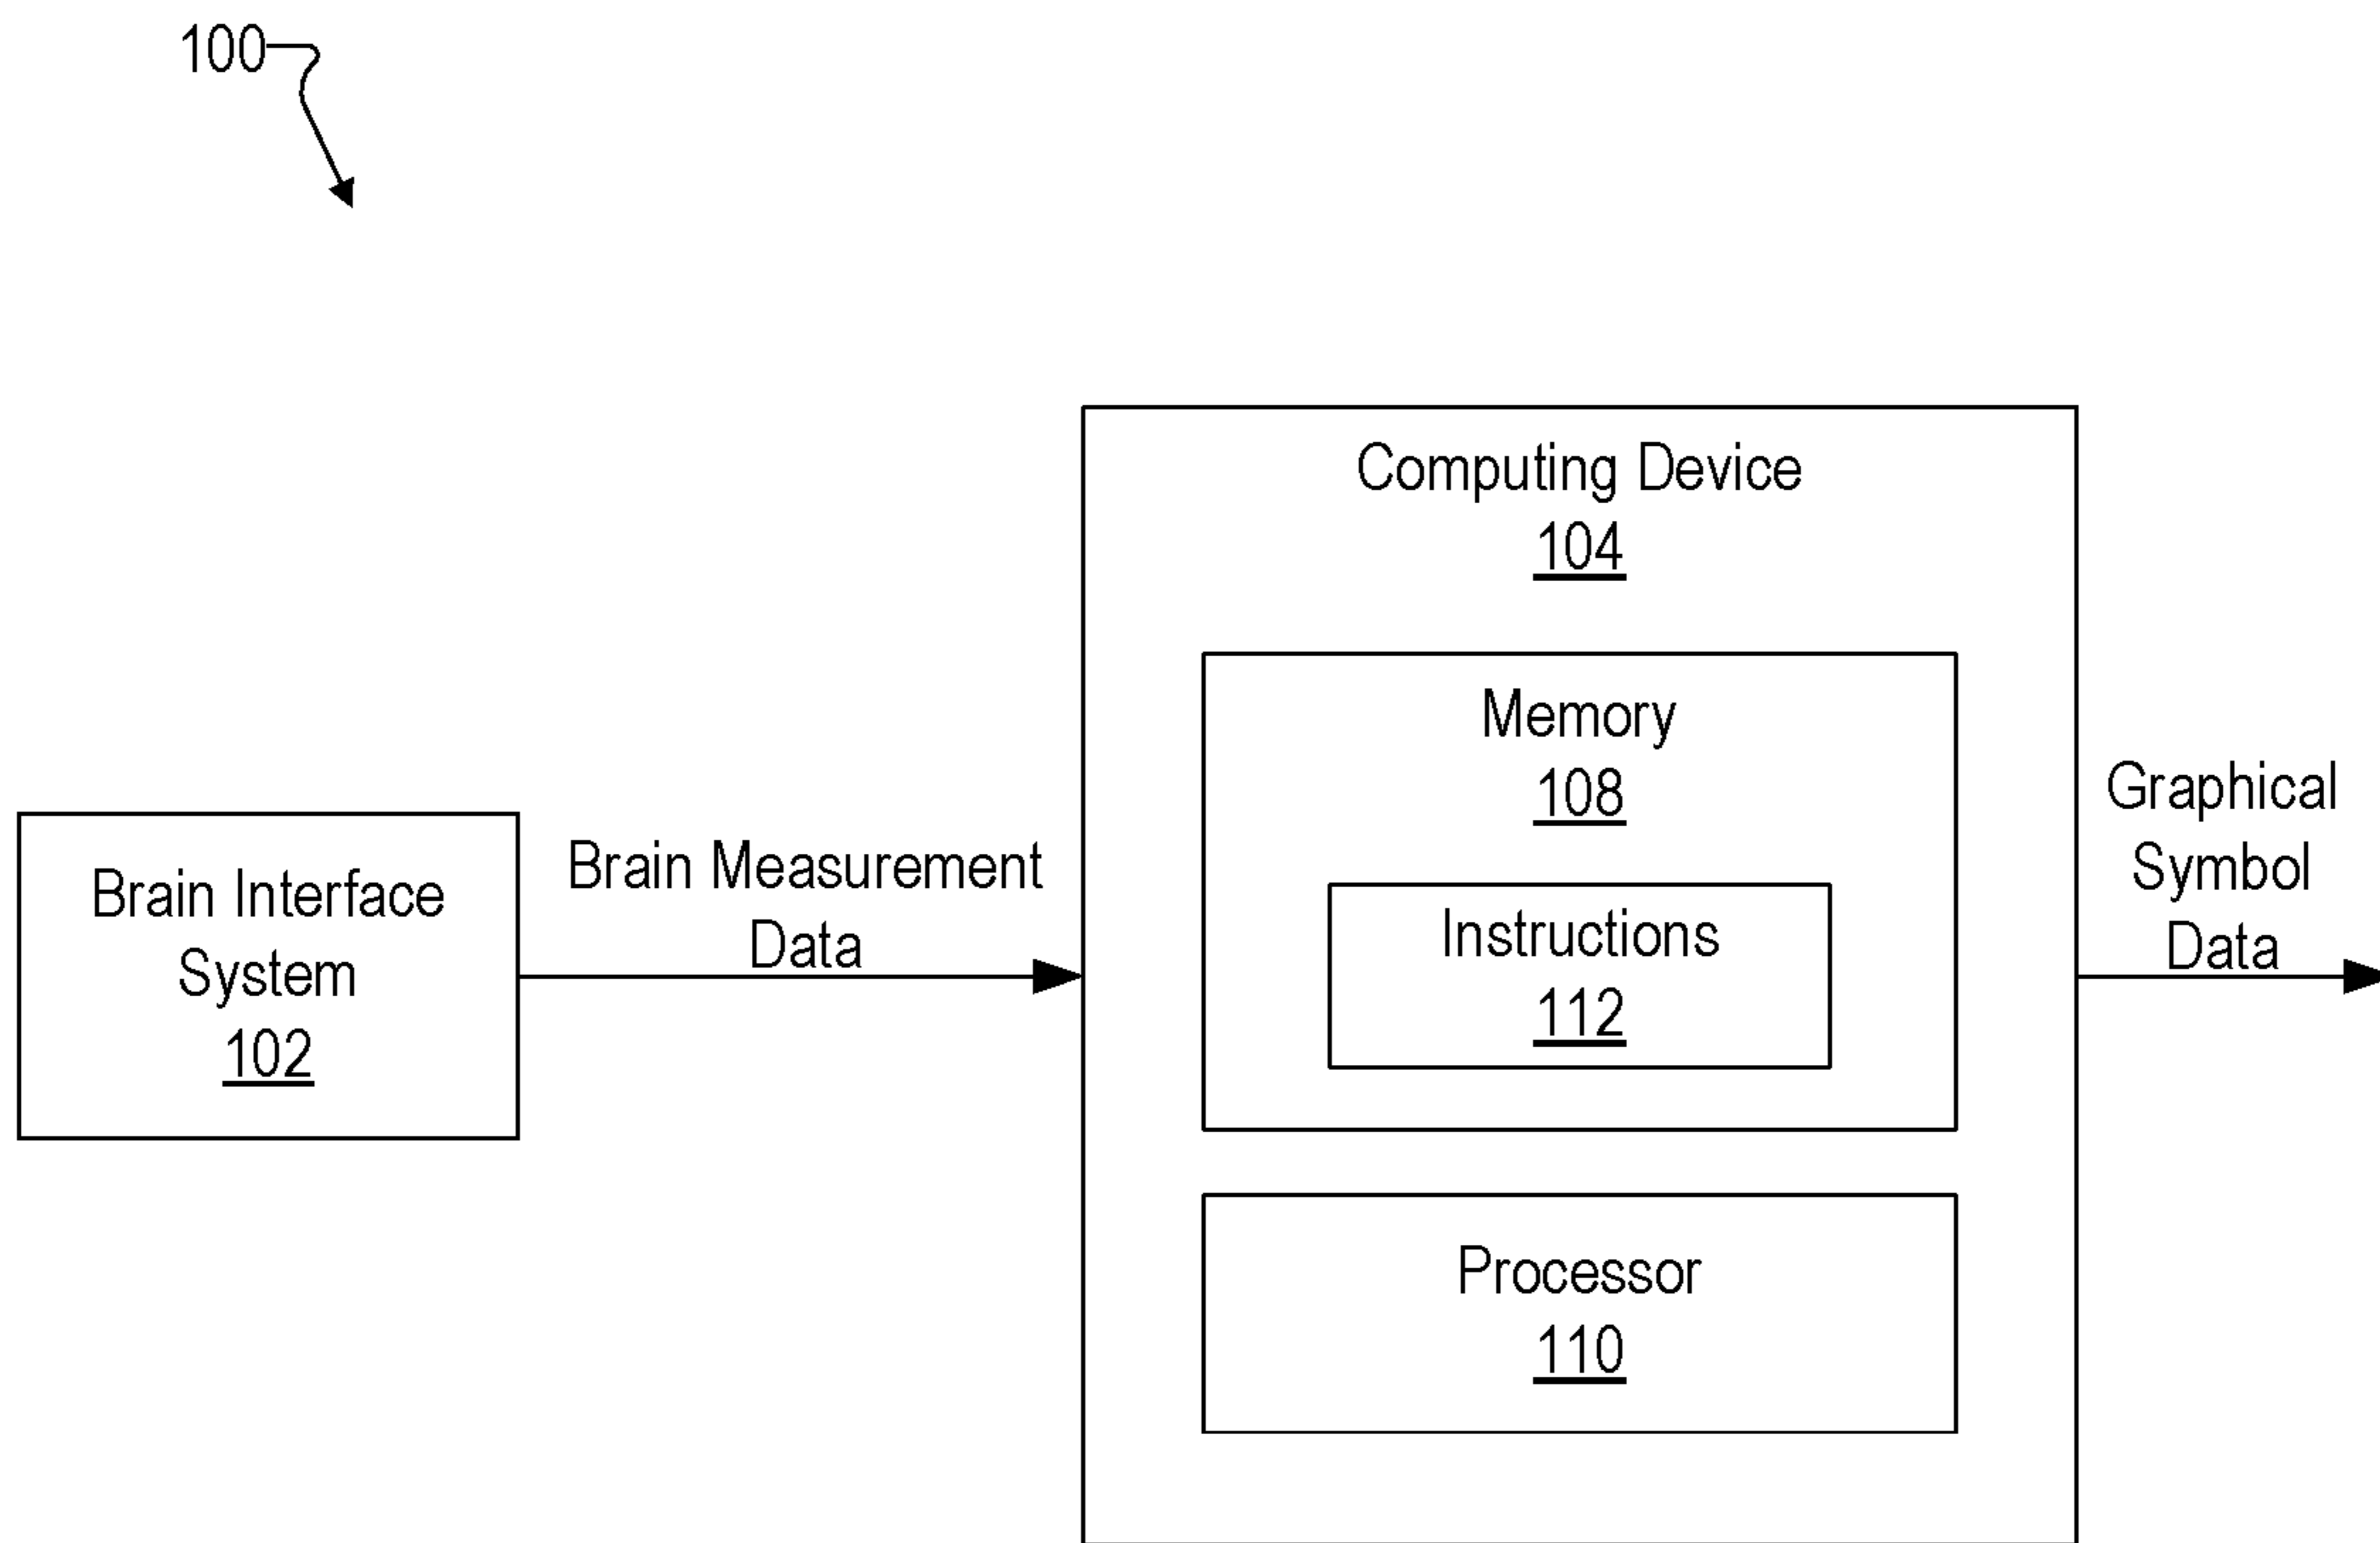 100
Computing Device
104
Memory
108
Instructions
112
Processor
110
Brain Interface
System
102
Brain Measurement
Data
Graphical
Symbol
Data